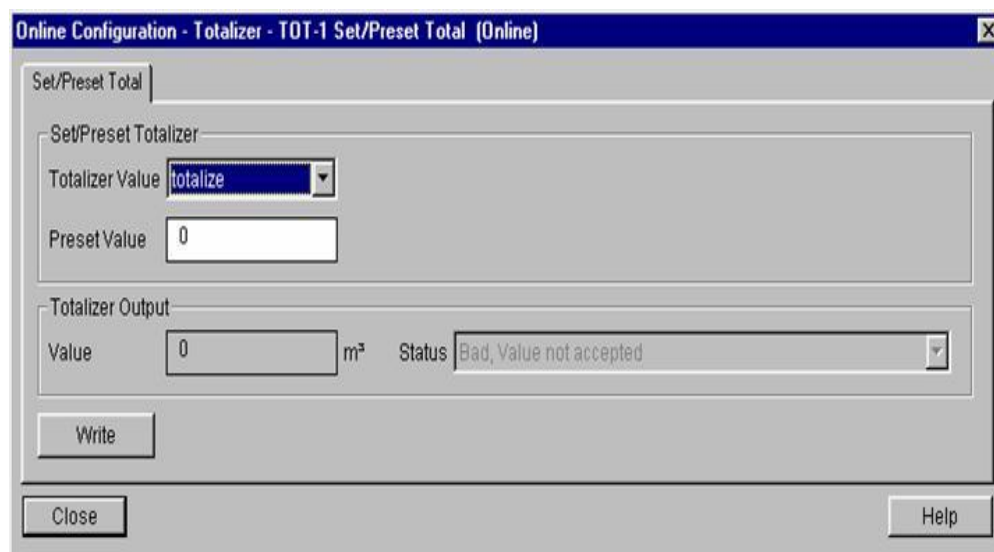 Online Configuration - Totalizer - TOT-1 Set/Preset Total (Online)
Set/Preset Total
Set/Preset Totalizer
Totalizer Value totalize
Preset Value 0
Totalizer Output
Value 0 m³ Status Bad, Value not accepted
Write
Close Help